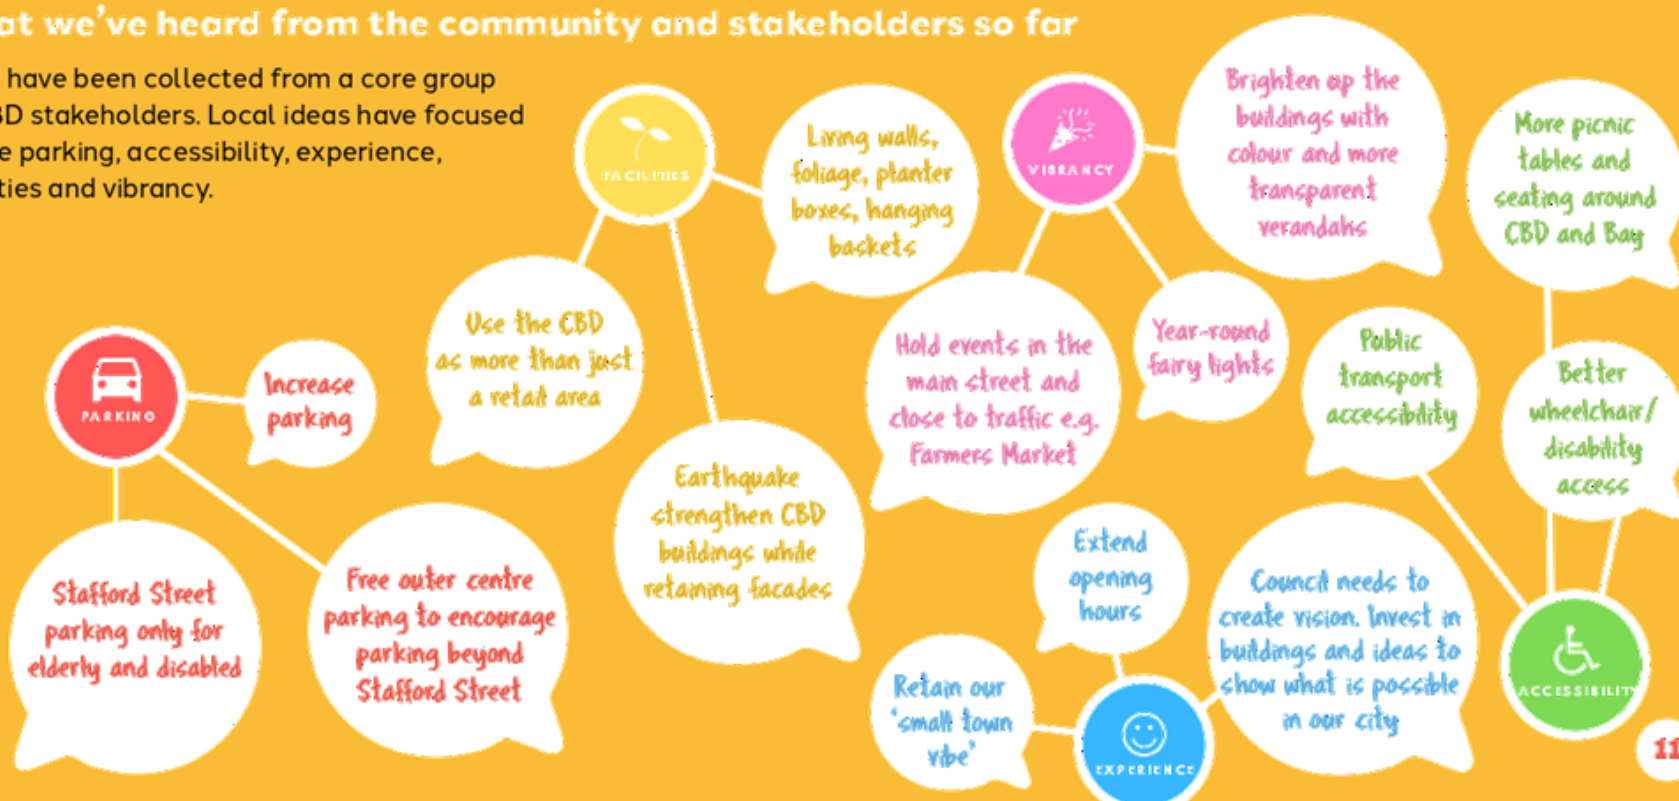 at we've heard from the community and stakeholders so far
have been collected from a core group
BD stakeholders. Local ideas have focused
e parking, accessibility, experience,
ties and vibrancy.
PARKING
Increase
parking
Stafford Street
parking only for
elderly and disabled
Free outer centre
parking to encourage
parking beyond
Stafford Street
FACILITIES
Use the CBD
as more than just
a retail area
Living walls,
foliage, planter
boxes, hanging
baskets
Earthquake
strengthen CBD
buildings while
retaining facades
VIBRANCY
Brighten up the
buildings with
colour and more
transparent
verandahs
Hold events in the
main street and
close to traffic e.g.
Farmers Market
Year-round
fairy lights
EXPERIENCE
Extend
opening
hours
Retain our
'small town
vibe'
Council needs to
create vision. Invest in
buildings and ideas to
show what is possible
in our city
ACCESSIBILITY
More picnic
tables and
seating around
CBD and Bay
Public
transport
accessibility
Better
wheelchair/
disability
access
11